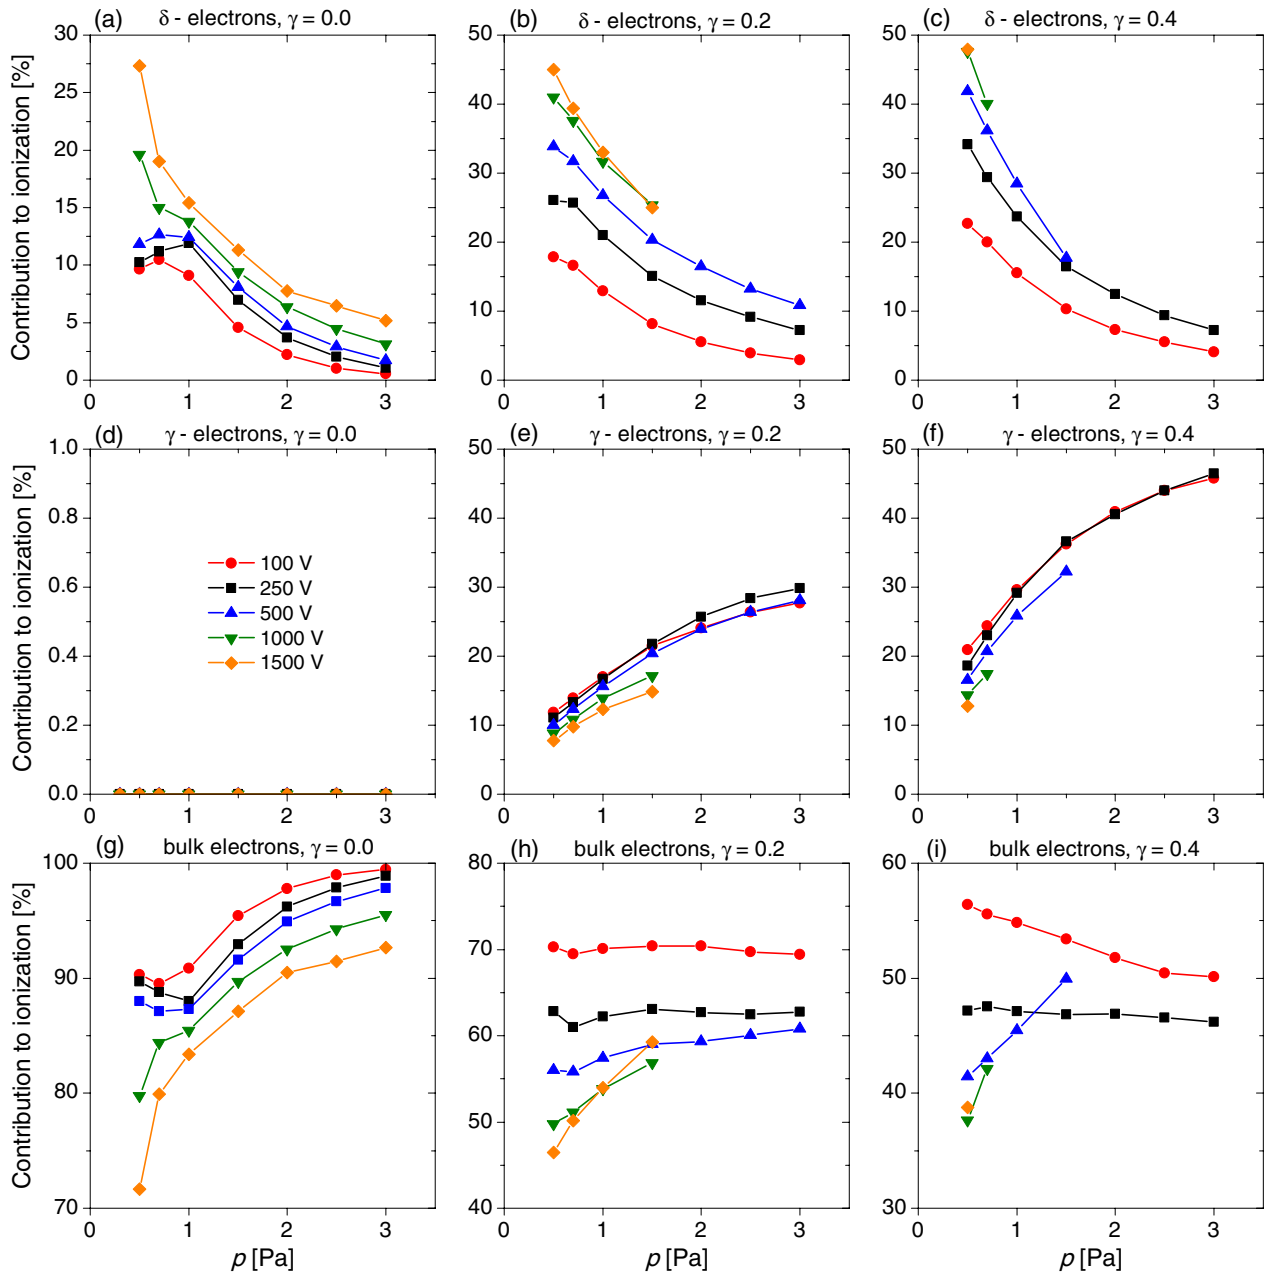 (a) δ - electrons, γ = 0.0
(b) δ - electrons, γ = 0.2
(c) δ - electrons, γ = 0.4
Contribution to ionization [%]
30
25
20
15
10
5
0
0 1 2 3
50
40
30
20
10
0
0 1 2 3
50
40
30
20
10
0
0 1 2 3
(d) γ - electrons, γ = 0.0
(e) γ - electrons, γ = 0.2
(f) γ - electrons, γ = 0.4
Contribution to ionization [%]
1.0
0.8
0.6
0.4
0.2
0.0
100 V
250 V
500 V
1000 V
1500 V
0 1 2 3
50
40
30
20
10
0
0 1 2 3
50
40
30
20
10
0
0 1 2 3
(g) bulk electrons, γ = 0.0
(h) bulk electrons, γ = 0.2
(i) bulk electrons, γ = 0.4
Contribution to ionization [%]
100
90
80
70
0 1 2 3
p [Pa]
80
70
60
50
40
0 1 2 3
p [Pa]
60
50
40
30
0 1 2 3
p [Pa]